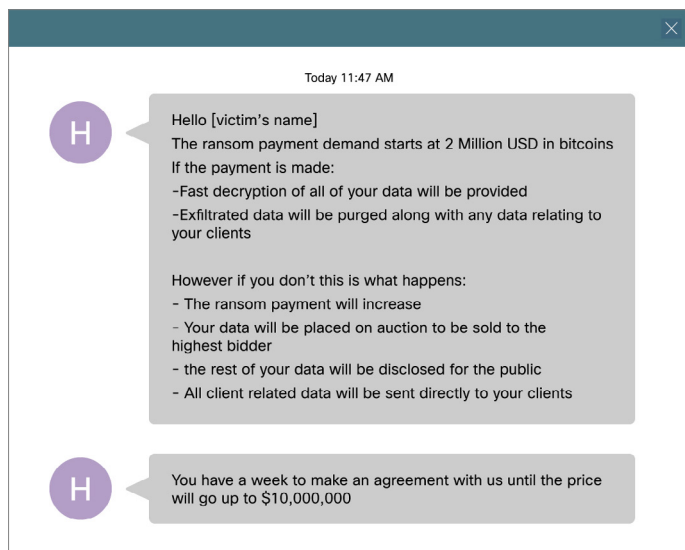 Today 11:47 AM
H
Hello [victim's name]
The ransom payment demand starts at 2 Million USD in bitcoins
If the payment is made:
-Fast decryption of all of your data will be provided
-Exfiltrated data will be purged along with any data relating to
your clients
However if you don't this is what happens:
- The ransom payment will increase
- Your data will be placed on auction to be sold to the
highest bidder
- the rest of your data will be disclosed for the public
- All client related data will be sent directly to your clients
H
You have a week to make an agreement with us until the price
will go up to $10,000,000